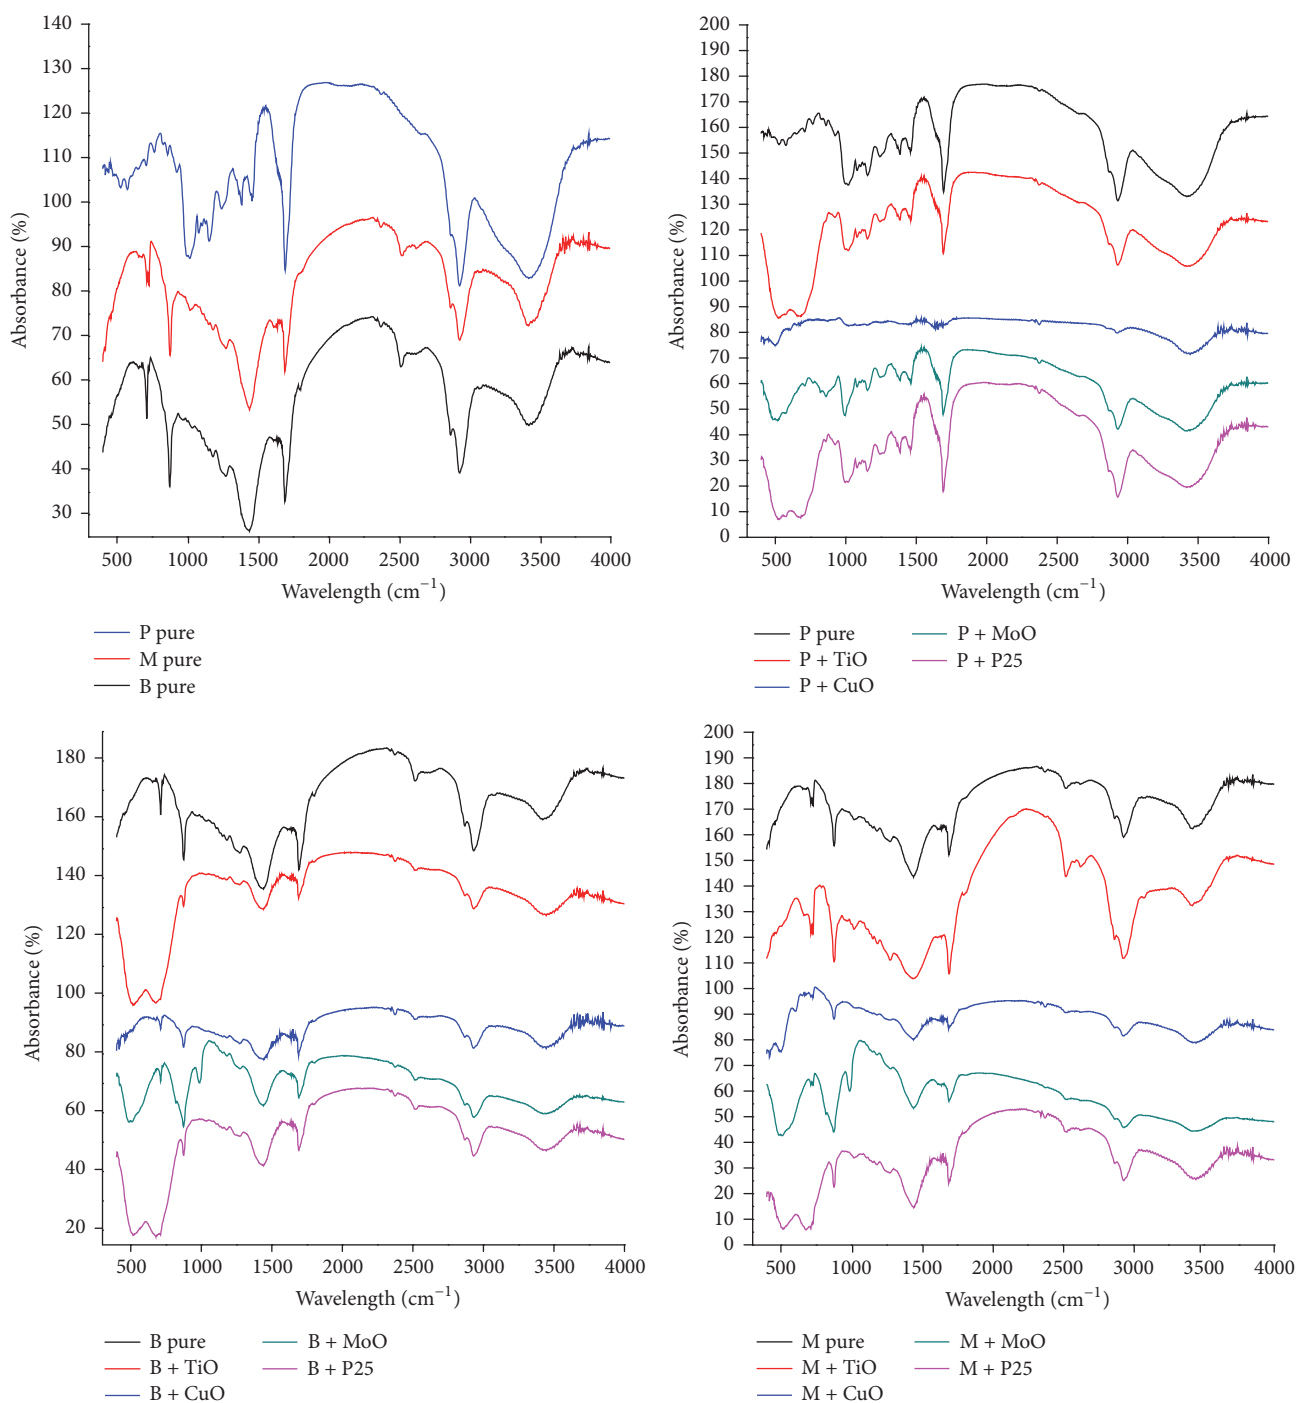 140
130
120
110
100
90
80
70
60
50
40
30
Absorbance (%)
500 1000 1500 2000 2500 3000 3500 4000
Wavelength (cm−1)
P pure
M pure
B pure
200
190
180
170
160
150
140
130
120
110
100
90
80
70
60
50
40
30
20
10
0
Absorbance (%)
500 1000 1500 2000 2500 3000 3500 4000
Wavelength (cm−1)
P pure P + MoO
P + TiO P + P25
P + CuO
180
160
140
120
100
80
60
40
20
Absorbance (%)
500 1000 1500 2000 2500 3000 3500 4000
Wavelength (cm−1)
B pure B + MoO
B + TiO B + P25
B + CuO
200
190
180
170
160
150
140
130
120
110
100
90
80
70
60
50
40
30
20
10
0
Absorbance (%)
500 1000 1500 2000 2500 3000 3500 4000
Wavelength (cm−1)
M pure M + MoO
M + TiO M + P25
M + CuO